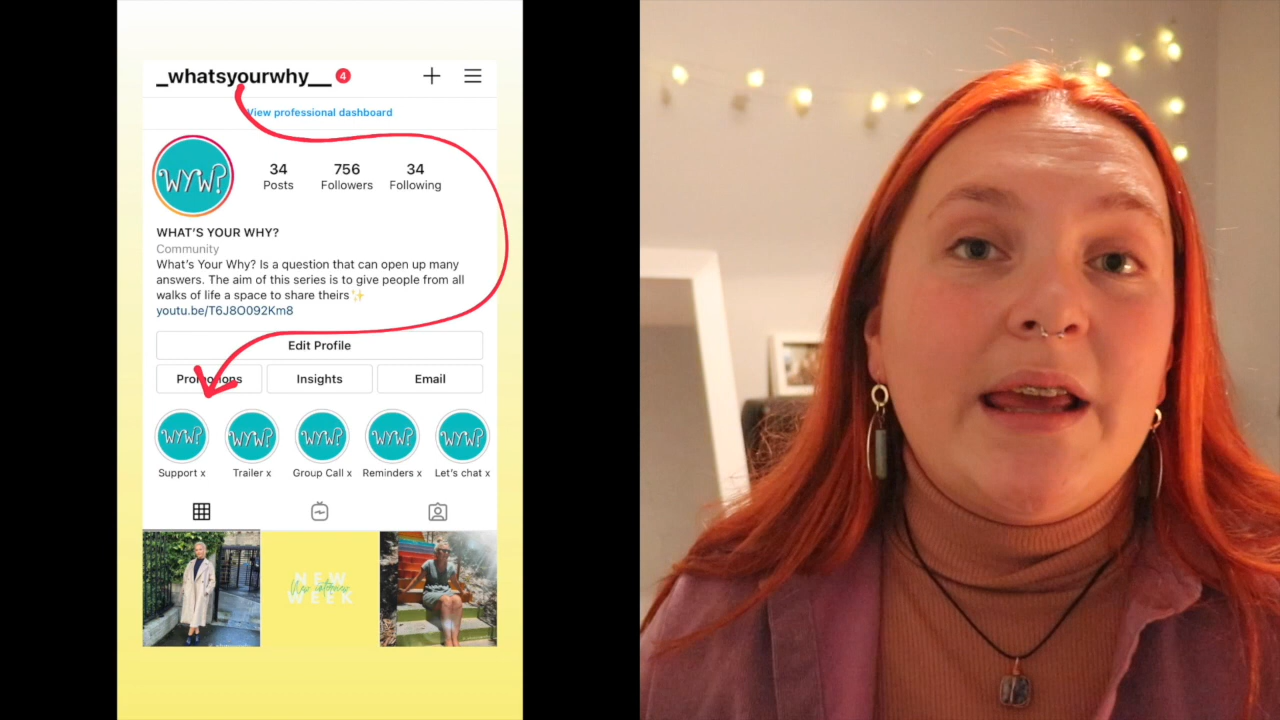 _whatsyourwhy__ 4
View professional dashboard
WYW?
34 756 34
Posts Followers Following
WHAT'S YOUR WHY?
Community
What's Your Why? Is a question that can open up many
answers. The aim of this series is to give people from all
walks of life a space to share theirs✨
youtu.be/T6J8O092Km8
Edit Profile
Promotions Insights Email
WYW? WYW? WYW? WYW? WYW?
Support x Trailer x Group Call x Reminders x Let's chat x
NEW
New interview
WEEK